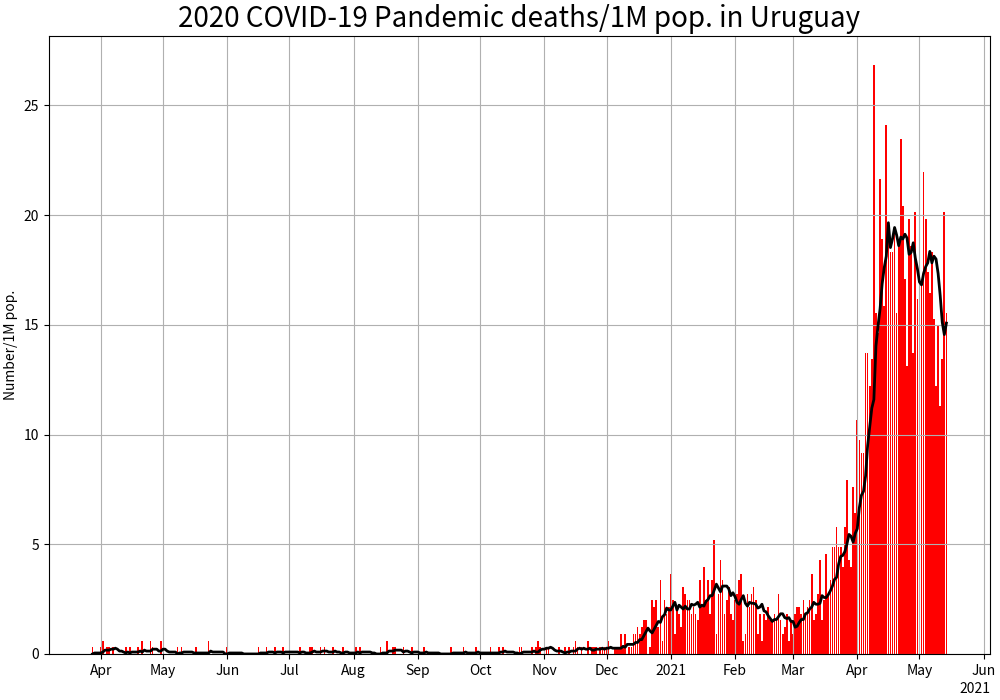 2020 COVID-19 Pandemic deaths/1M pop. in Uruguay
Number/1M pop.
25
20
15
10
5
0
Apr May Jun Jul Aug Sep Oct Nov Dec 2021 Feb Mar Apr May Jun
2021